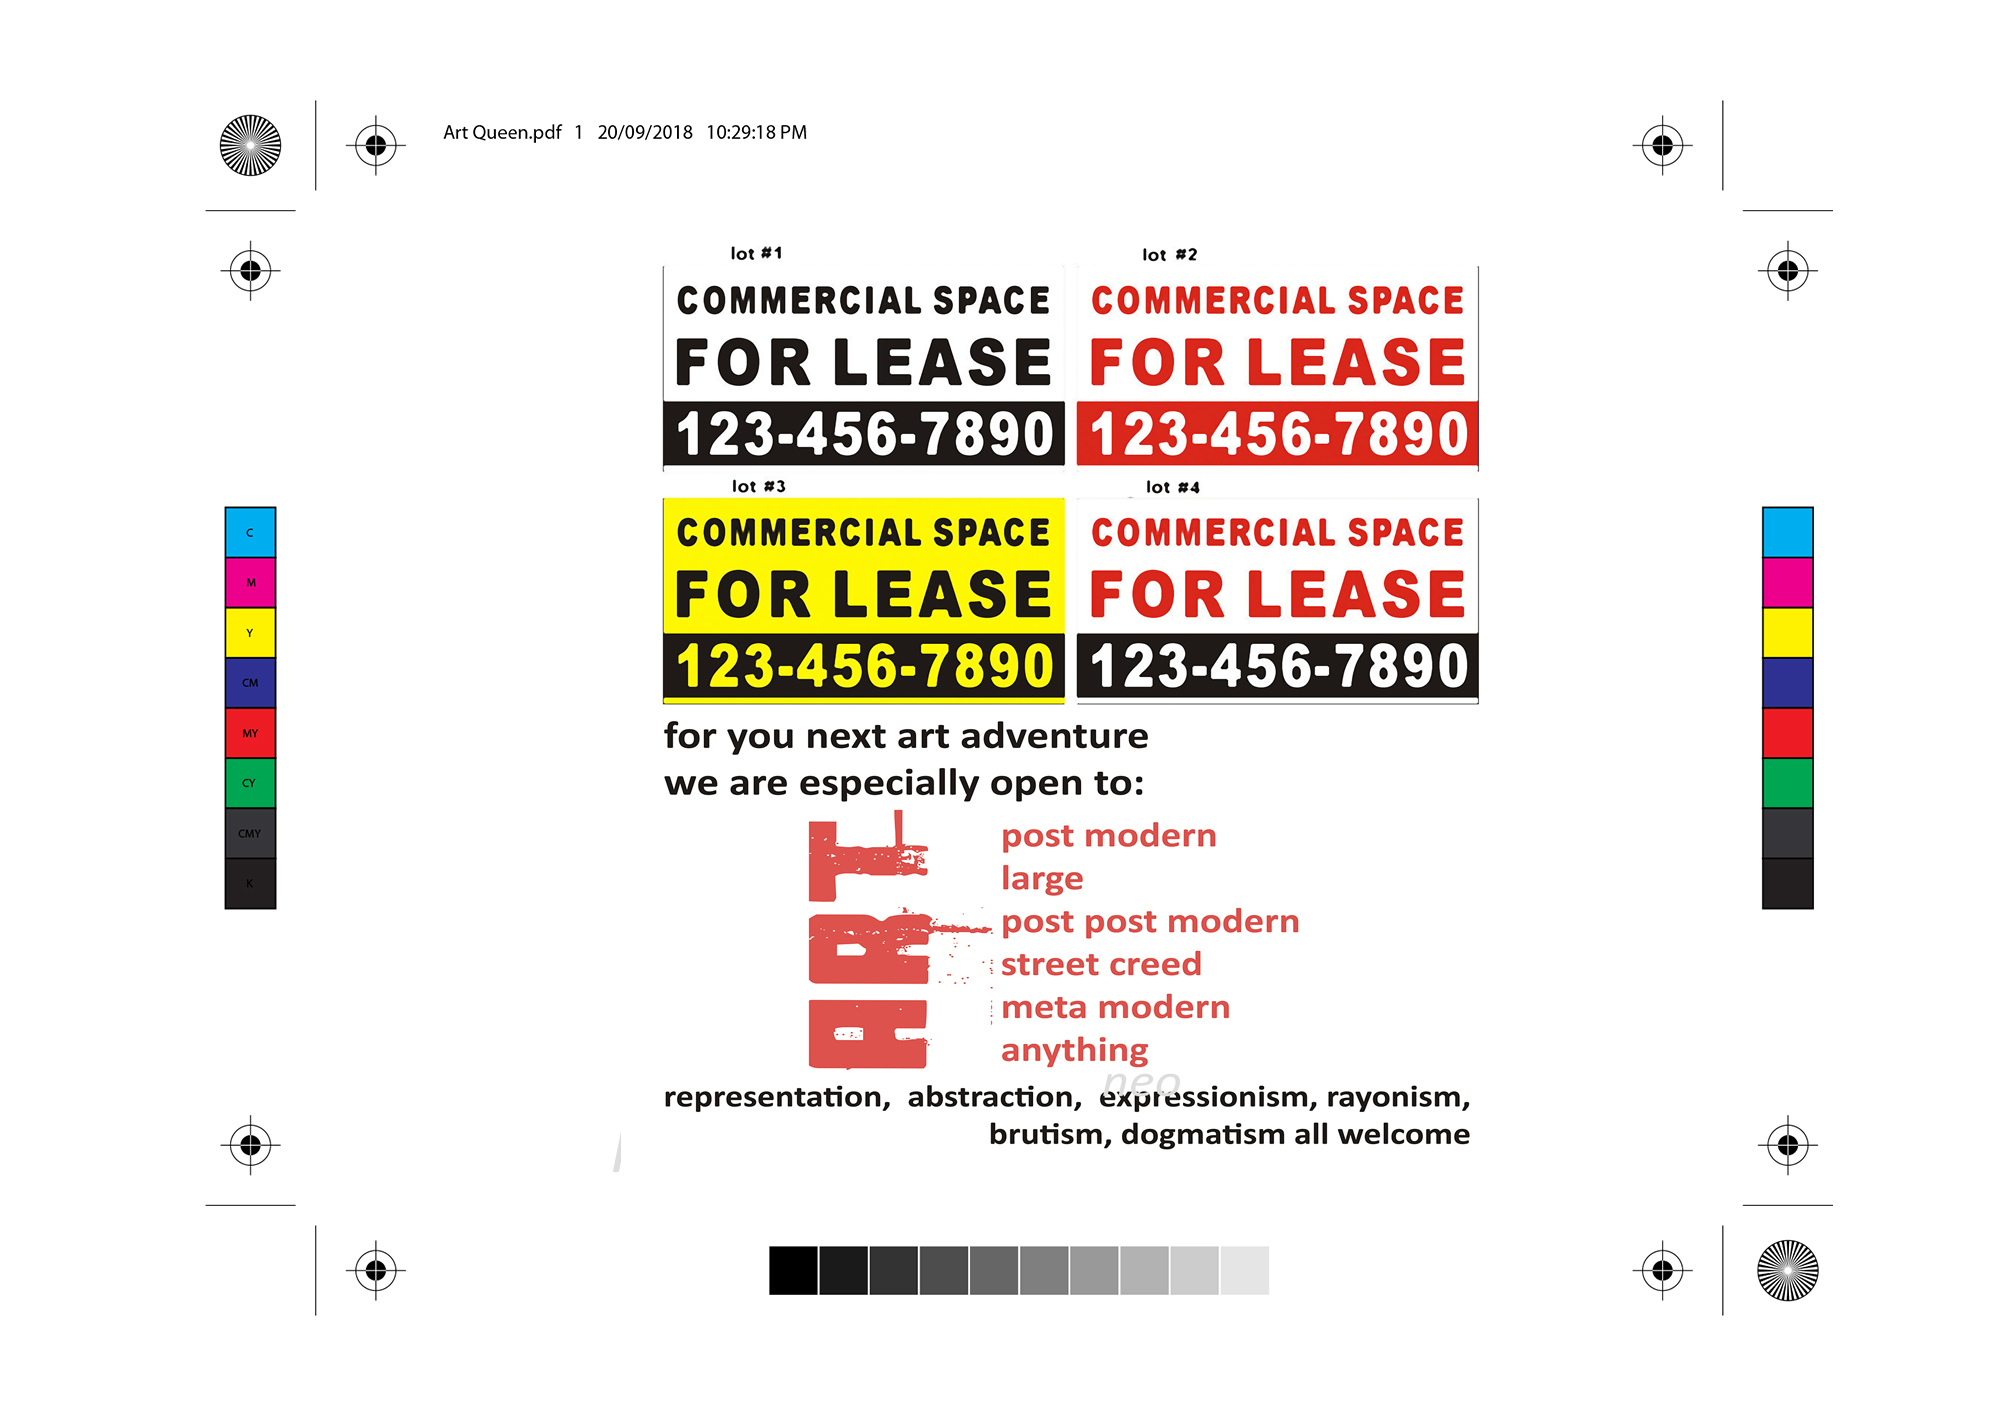 Art Queen.pdf 1 20/09/2018 10:29:18 PM
lot #1
COMMERCIAL SPACE
FOR LEASE
123-456-7890
lot #2
COMMERCIAL SPACE
FOR LEASE
123-456-7890
lot #3
COMMERCIAL SPACE
FOR LEASE
123-456-7890
lot #4
COMMERCIAL SPACE
FOR LEASE
123-456-7890
C
M
Y
CM
MY
CY
CMY
K
for you next art adventure
we are especially open to:
ART
post modern
large
post post modern
street creed
meta modern
anything
neo
representation, abstraction, expressionism, rayonism,
brutism, dogmatism all welcome